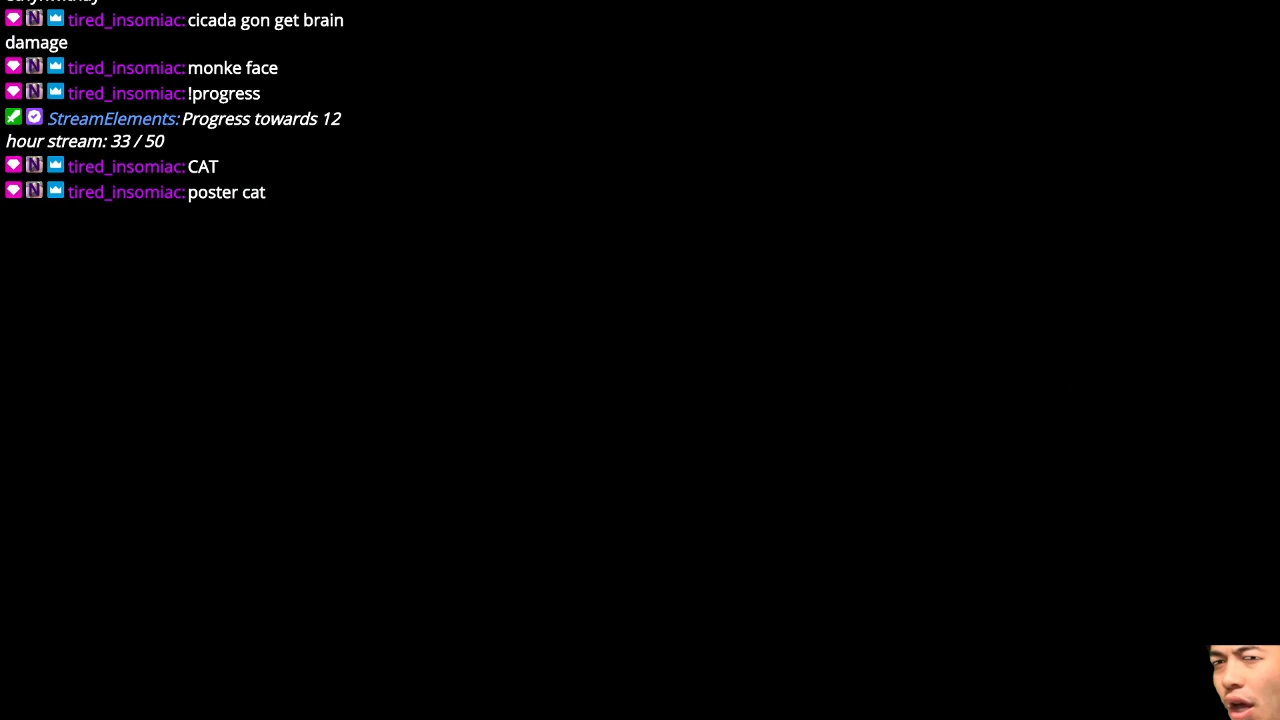 tired_insomiac: cicada gon get brain
damage
tired_insomiac: monke face
tired_insomiac: !progress
StreamElements: Progress towards 12
hour stream: 33 / 50
tired_insomiac: CAT
tired_insomiac: poster cat